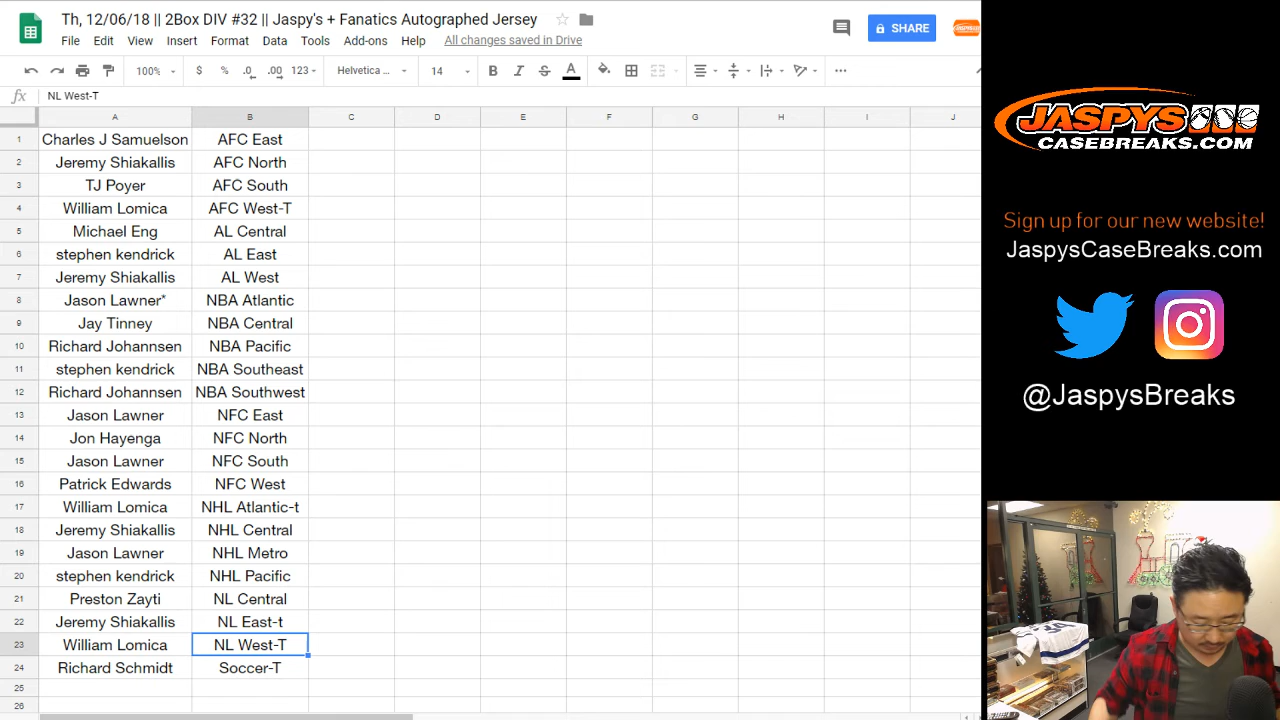 Th, 12/06/18 || 2Box DIV #32 || Jaspy's + Fanatics Autographed Jersey
File Edit View Insert Format Data Tools Add-ons Help All changes saved in Drive
SHARE
100% $ % .0 .00 123 Helvetica ... 14 B I S A
fx NL West-T
A B C D E F G H I J
1 Charles J Samuelson AFC East
2 Jeremy Shiakallis AFC North
3 TJ Poyer AFC South
4 William Lomica AFC West-T
5 Michael Eng AL Central
6 stephen kendrick AL East
7 Jeremy Shiakallis AL West
8 Jason Lawner* NBA Atlantic
9 Jay Tinney NBA Central
10 Richard Johannsen NBA Pacific
11 stephen kendrick NBA Southeast
12 Richard Johannsen NBA Southwest
13 Jason Lawner NFC East
14 Jon Hayenga NFC North
15 Jason Lawner NFC South
16 Patrick Edwards NFC West
17 William Lomica NHL Atlantic-t
18 Jeremy Shiakallis NHL Central
19 Jason Lawner NHL Metro
20 stephen kendrick NHL Pacific
21 Preston Zayti NL Central
22 Jeremy Shiakallis NL East-t
23 William Lomica NL West-T
24 Richard Schmidt Soccer-T
25
26
JASPYS
CASEBREAKS.COM
Sign up for our new website!
JaspysCaseBreaks.com
@JaspysBreaks
34